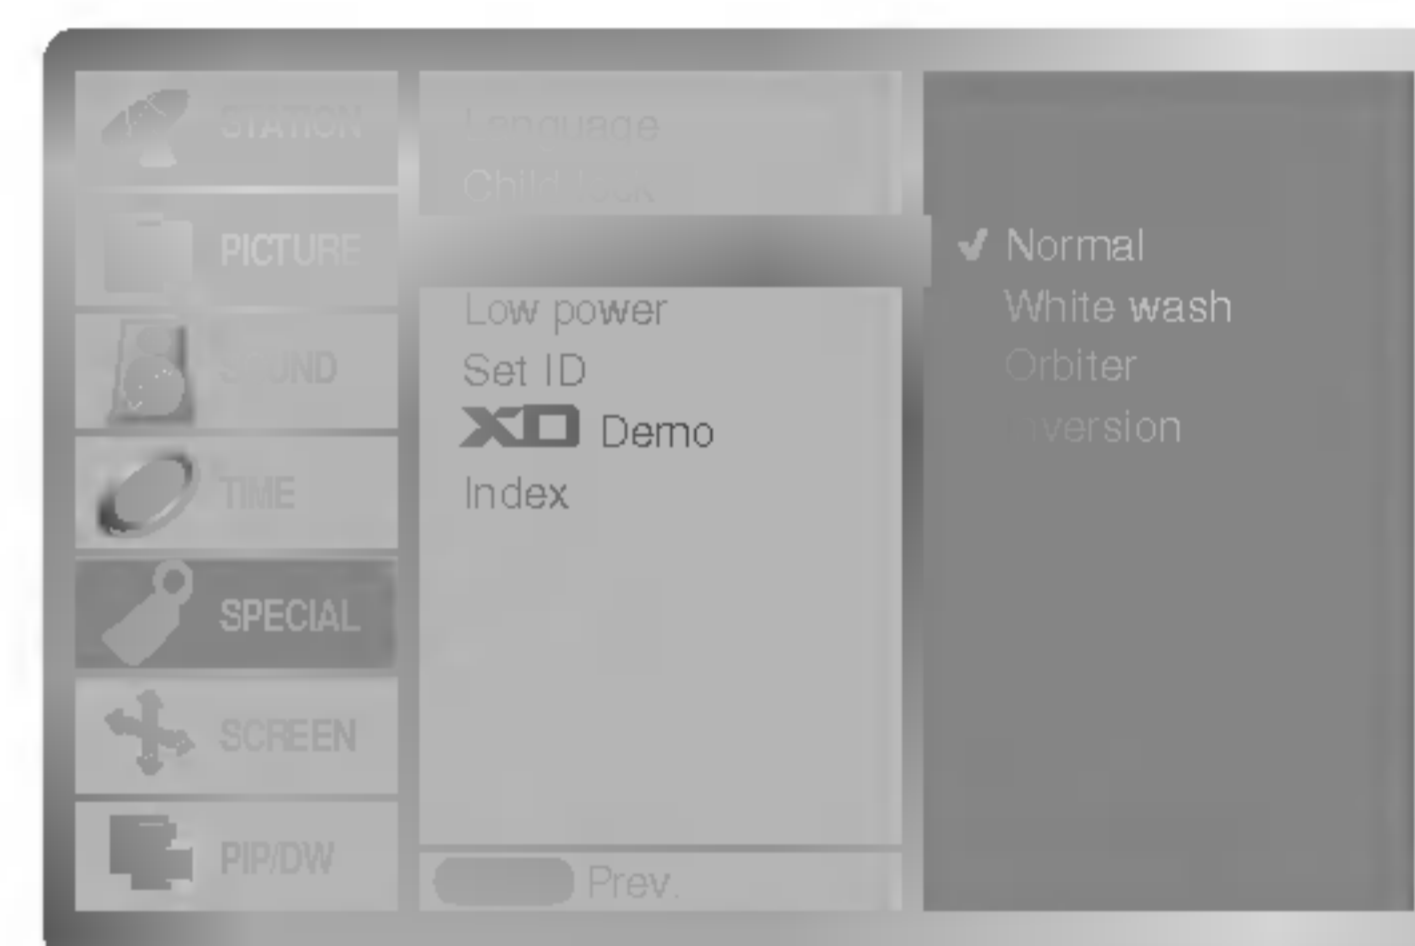 STATION
PICTURE
SOUND
TIME
SPECIAL
SCREEN
PIP/DW
Language
Child lock
Low power
Set ID
XD Demo
Index
Prev.
Normal
White wash
Orbiter
Inversion